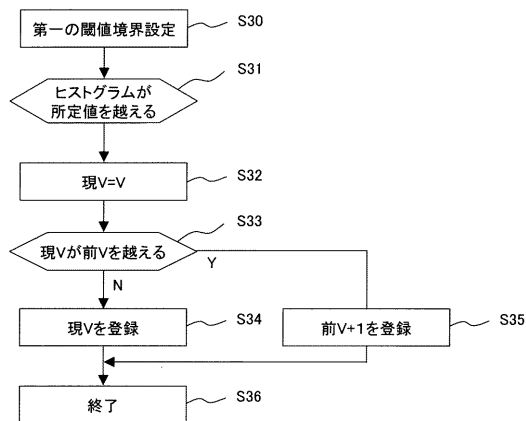 第一の閾値境界設定
S30
ヒストグラムが
所定値を越える
S31
現V=V
S32
現Vが前Vを越える
S33
Y
N
現Vを登録
S34
前V+1を登録
S35
終了
S36